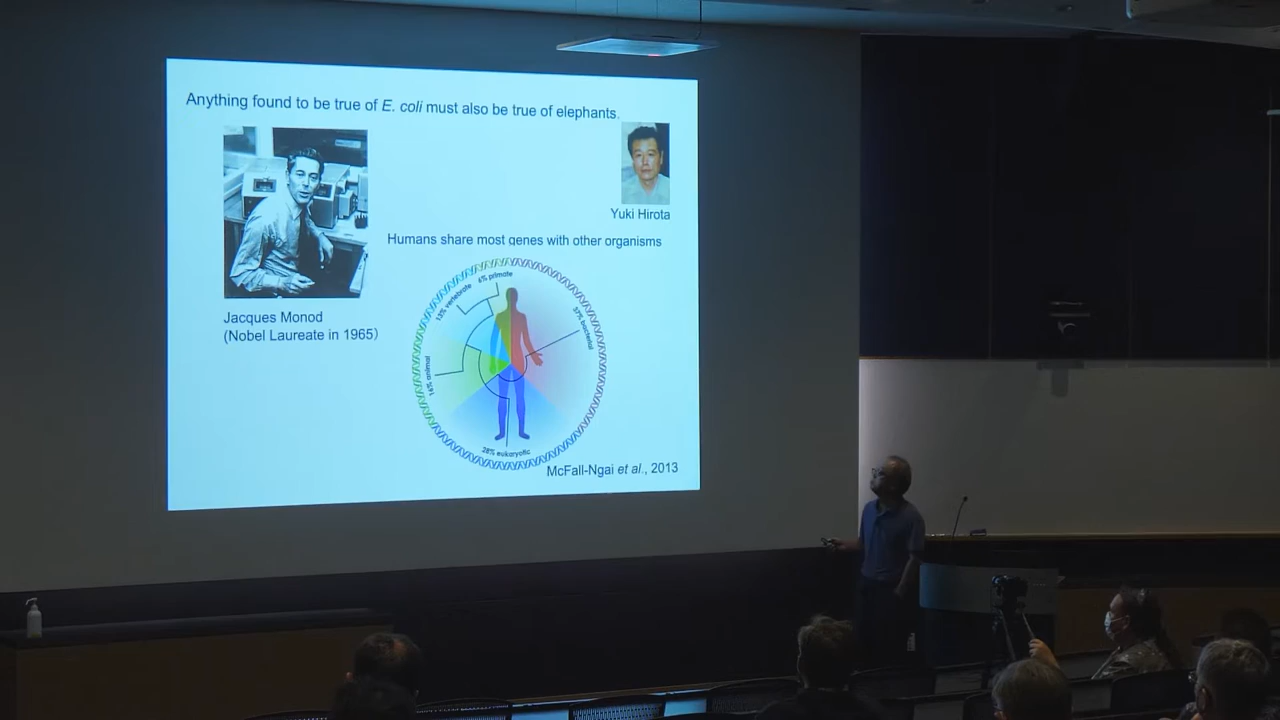 Anything found to be true of E. coli must also be true of elephants.
Yuki Hirota
Humans share most genes with other organisms
Jacques Monod
(Nobel Laureate in 1965)
6% primate
13% vertebrate
37% bacterial
16% animal
28% eukaryotic
McFall-Ngai et al., 2013